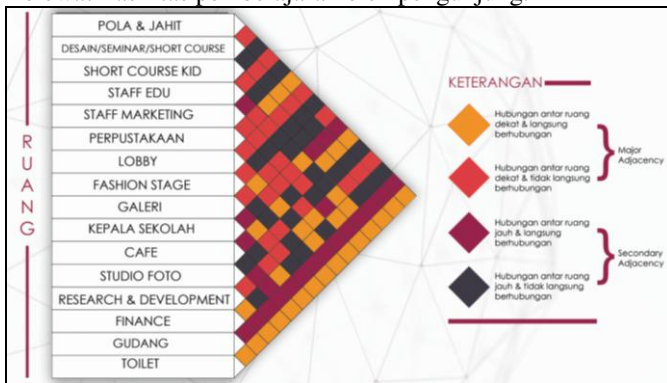 POLA & JAHIT
DESAIN/SEMINAR/SHORT COURSE
SHORT COURSE KID
STAFF EDU
STAFF MARKETING
PERPUSTAKAAN
LOBBY
FASHION STAGE
GALERI
KEPALA SEKOLAH
CAFE
STUDIO FOTO
RESEARCH & DEVELOPMENT
FINANCE
GUDANG
TOILET
RUANG
KETERANGAN
Hubungan antar ruang
dekat & langsung
berhubungan
Hubungan antar ruang
dekat & tidak langsung
berhubungan
Major
Adjacency
Hubungan antar ruang
jauh & langsung
berhubungan
Hubungan antar ruang
jauh & tidak langsung
berhubungan
Secondary
Adjacency